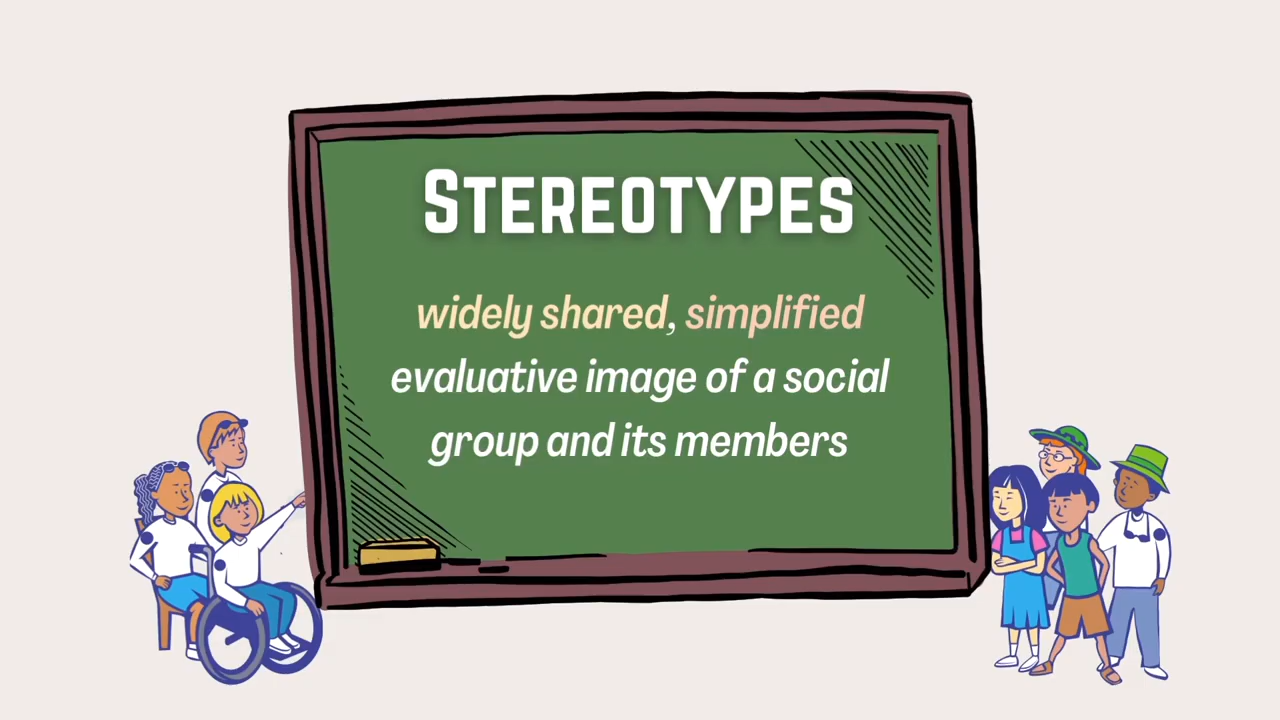 STEREOTYPES
widely shared, simplified
evaluative image of a social
group and its members